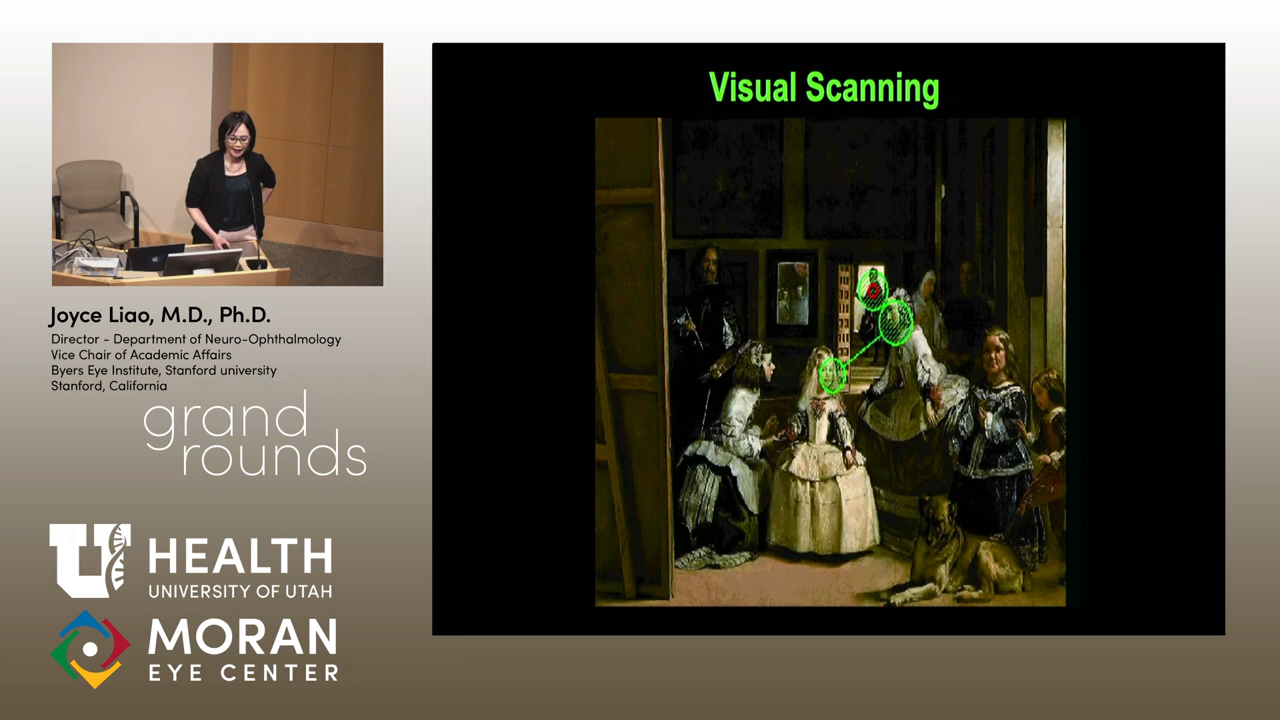 Visual Scanning
Joyce Liao, M.D., Ph.D.
Director - Department of Neuro-Ophthalmology
Vice Chair of Academic Affairs
Byers Eye Institute, Stanford university
Stanford, California
grand
rounds
U HEALTH
UNIVERSITY OF UTAH
MORAN
EYE CENTER